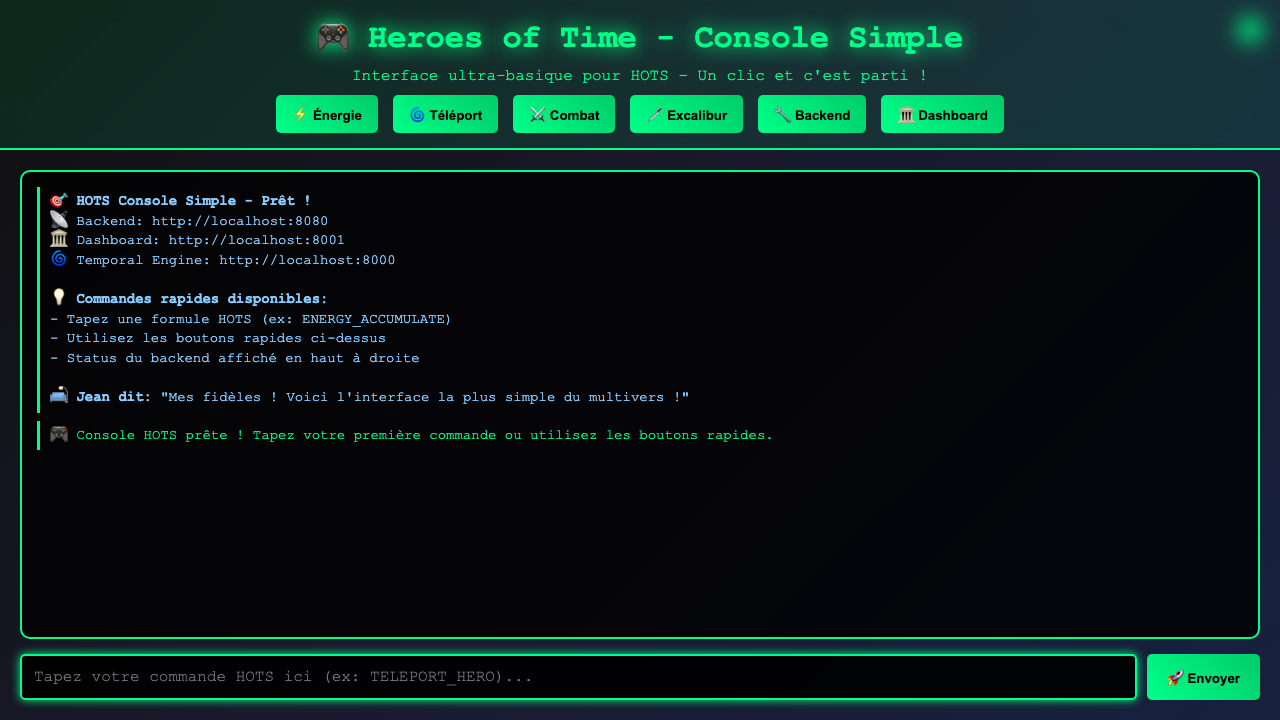 🎮 Heroes of Time - Console Simple
Interface ultra-basique pour HOTS - Un clic et c'est parti !
⚡ Énergie 🌀 Téléport ⚔️ Combat 🗡️ Excalibur 🔧 Backend 🏛️ Dashboard
🎯 HOTS Console Simple - Prêt !
📡 Backend: http://localhost:8080
🏛️ Dashboard: http://localhost:8001
🌀 Temporal Engine: http://localhost:8000
💡 Commandes rapides disponibles:
- Tapez une formule HOTS (ex: ENERGY_ACCUMULATE)
- Utilisez les boutons rapides ci-dessus
- Status du backend affiché en haut à droite
🛋️ Jean dit: "Mes fidèles ! Voici l'interface la plus simple du multivers !"
🎮 Console HOTS prête ! Tapez votre première commande ou utilisez les boutons rapides.
Tapez votre commande HOTS ici (ex: TELEPORT_HERO)...
🚀 Envoyer